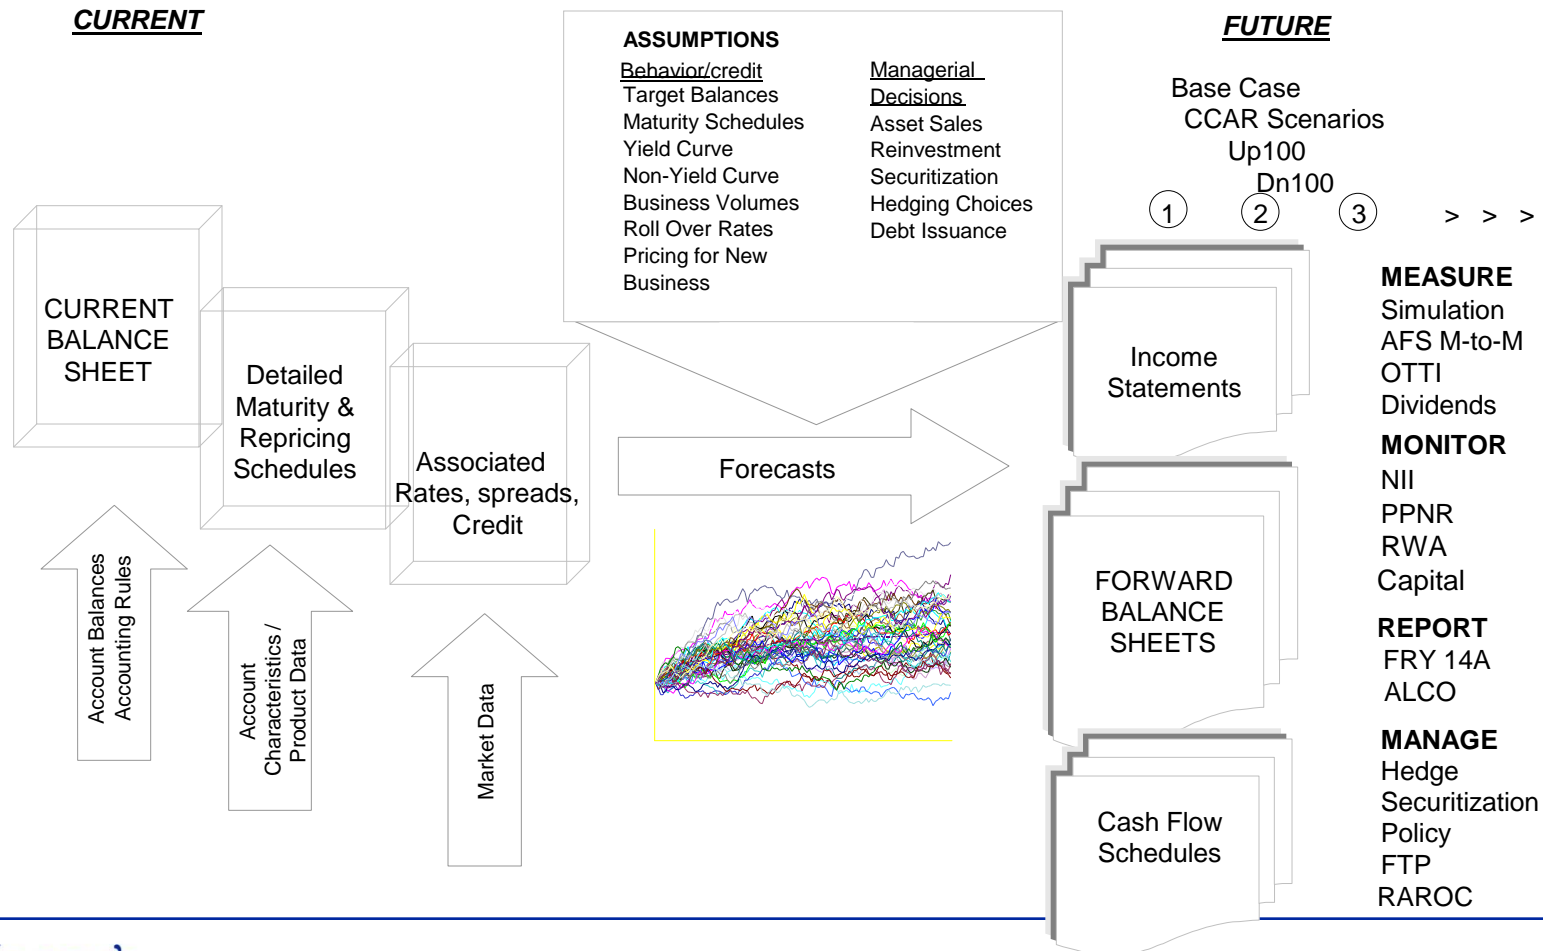 CURRENT
FUTURE
ASSUMPTIONS
Behavior/credit
Target Balances
Maturity Schedules
Yield Curve
Non-Yield Curve
Business Volumes
Roll Over Rates
Pricing for New
Business
Managerial
Decisions
Asset Sales
Reinvestment
Securitization
Hedging Choices
Debt Issuance
Base Case
CCAR Scenarios
Up100
Dn100
1 2 3 > > >
CURRENT
BALANCE
SHEET
Detailed
Maturity &
Repricing
Schedules
Associated
Rates, spreads,
Credit
Forecasts
Account Balances
Accounting Rules
Account
Characteristics /
Product Data
Market Data
Income
Statements
FORWARD
BALANCE
SHEETS
Cash Flow
Schedules
MEASURE
Simulation
AFS M-to-M
OTTI
Dividends
MONITOR
NII
PPNR
RWA
Capital
REPORT
FRY 14A
ALCO
MANAGE
Hedge
Securitization
Policy
FTP
RAROC